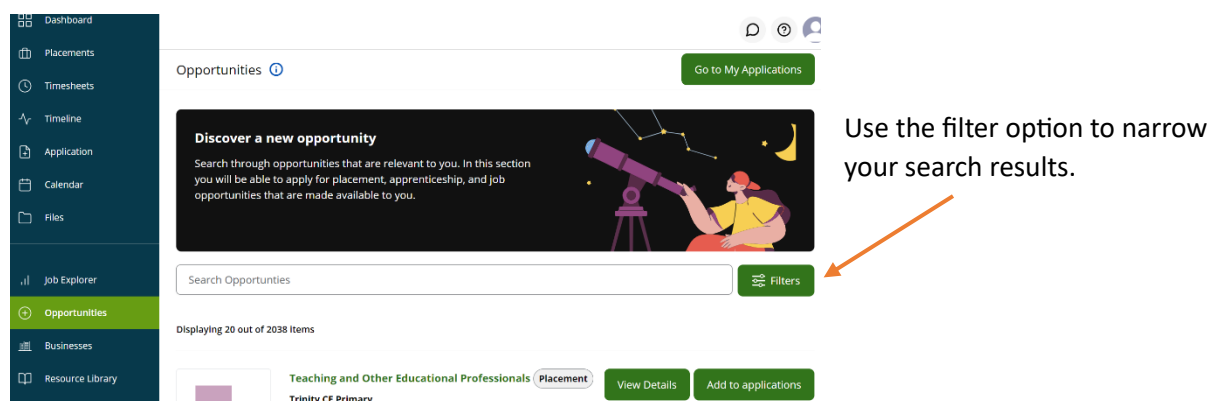 Dashboard
Placements
Timesheets
Timeline
Application
Calendar
Files
Job Explorer
Opportunities
Businesses
Resource Library
Opportunities
Go to My Applications
Discover a new opportunity
Search through opportunities that are relevant to you. In this section
you will be able to apply for placement, apprenticeship, and job
opportunities that are made available to you.
Search Opportunties
Filters
Displaying 20 out of 2038 items
Teaching and Other Educational Professionals Placement
Trinity CE Primary
View Details
Add to applications
Use the filter option to narrow
your search results.